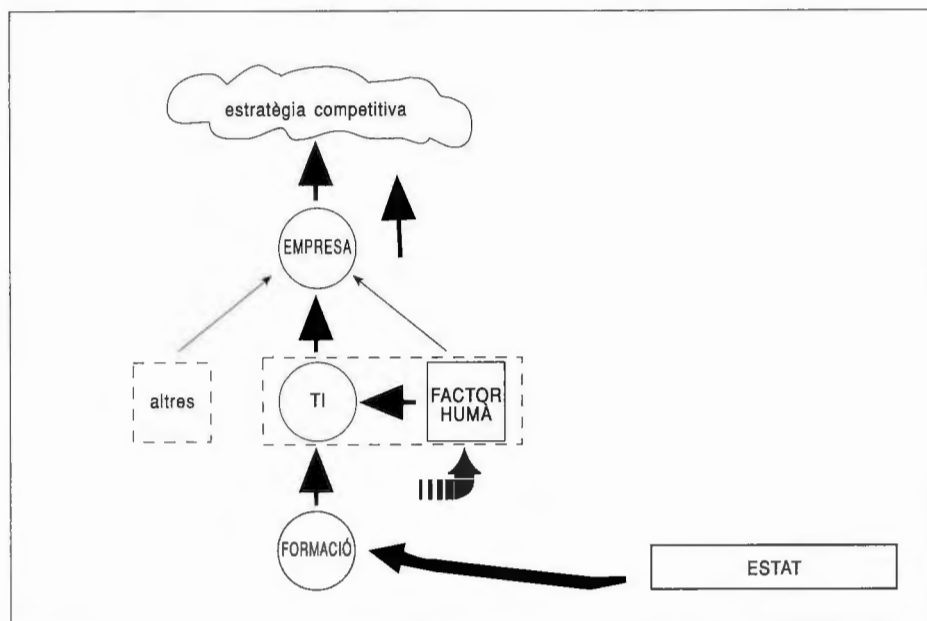 estratègia competitiva
EMPRESA
altres
TI
FACTOR
HUMÀ
FORMACIÓ
ESTAT